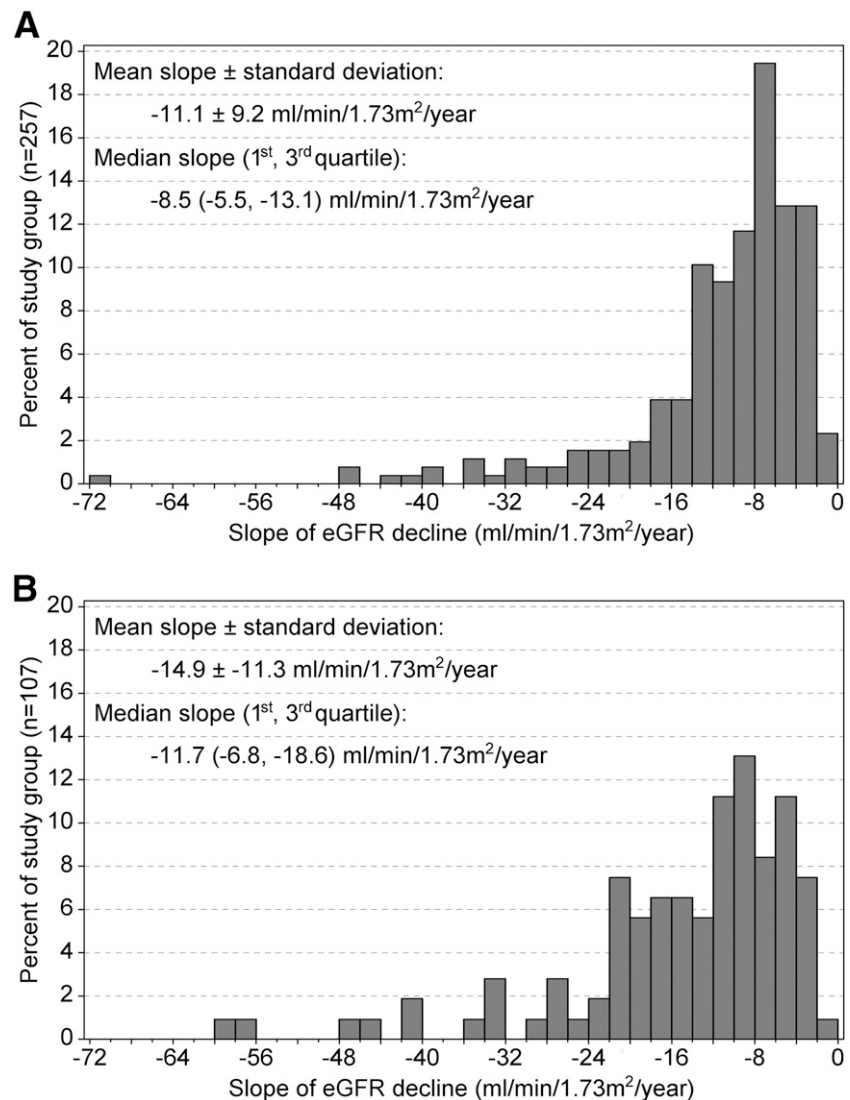 A
Percent of study group (n=257)
20
18
16
14
12
10
8
6
4
2
0
Mean slope ± standard deviation:
-11.1 ± 9.2 ml/min/1.73m²/year
Median slope (1st, 3rd quartile):
-8.5 (-5.5, -13.1) ml/min/1.73m²/year
-72 -64 -56 -48 -40 -32 -24 -16 -8 0
Slope of eGFR decline (ml/min/1.73m²/year)
B
Percent of study group (n=107)
20
18
16
14
12
10
8
6
4
2
0
Mean slope ± standard deviation:
-14.9 ± -11.3 ml/min/1.73m²/year
Median slope (1st, 3rd quartile):
-11.7 (-6.8, -18.6) ml/min/1.73m²/year
-72 -64 -56 -48 -40 -32 -24 -16 -8 0
Slope of eGFR decline (ml/min/1.73m²/year)